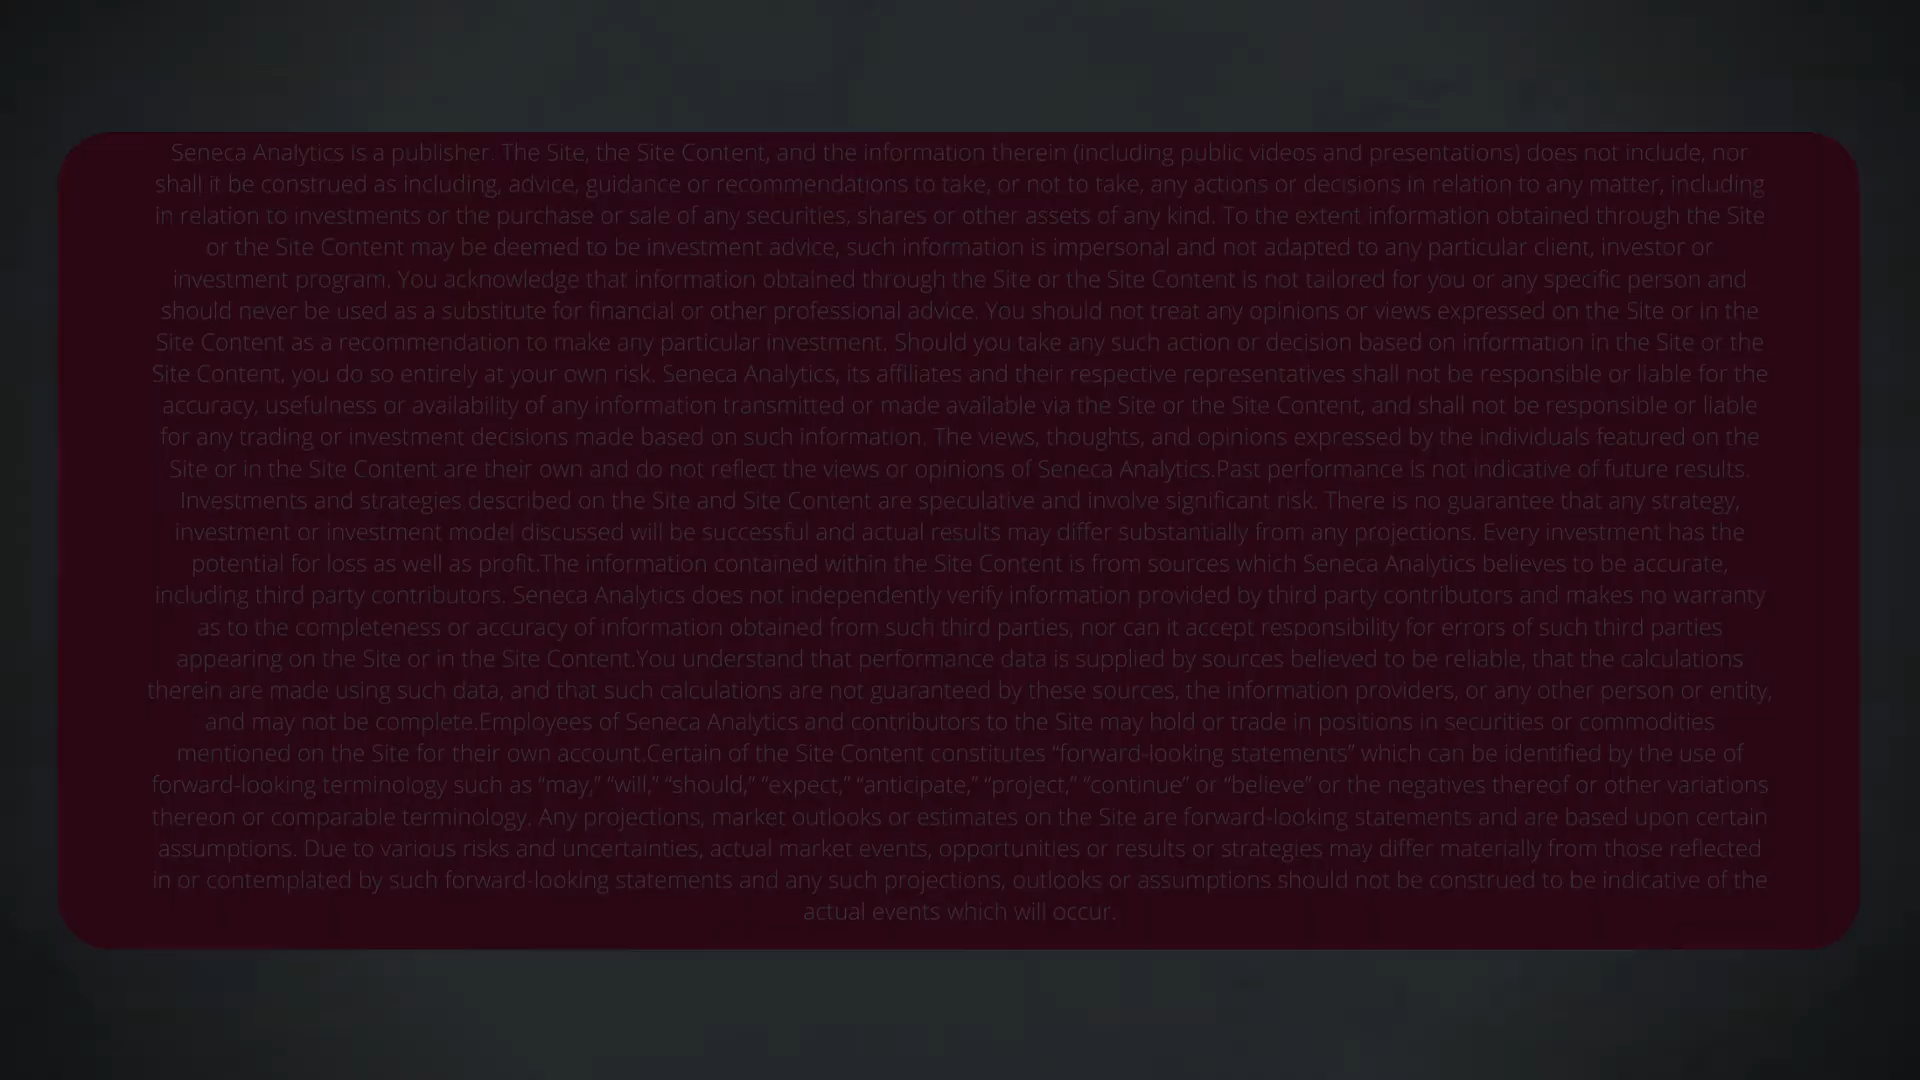 Seneca Analytics is a publisher. The Site, the Site Content, and the information therein (including public videos and presentations) does not include, nor
shall it be construed as including, advice, guidance or recommendations to take, or not to take, any actions or decisions in relation to any matter, including
in relation to investments or the purchase or sale of any securities, shares or other assets of any kind. To the extent information obtained through the Site
or the Site Content may be deemed to be investment advice, such information is impersonal and not adapted to any particular client, investor or
investment program. You acknowledge that information obtained through the Site or the Site Content is not tailored for you or any specific person and
should never be used as a substitute for financial or other professional advice. You should not treat any opinions or views expressed on the Site or in the
Site Content as a recommendation to make any particular investment. Should you take any such action or decision based on information in the Site or the
Site Content, you do so entirely at your own risk. Seneca Analytics, its affiliates and their respective representatives shall not be responsible or liable for the
accuracy, usefulness or availability of any information transmitted or made available via the Site or the Site Content, and shall not be responsible or liable
for any trading or investment decisions made based on such information. The views, thoughts, and opinions expressed by the individuals featured on the
Site or in the Site Content are their own and do not reflect the views or opinions of Seneca Analytics.Past performance is not indicative of future results.
Investments and strategies described on the Site and Site Content are speculative and involve significant risk. There is no guarantee that any strategy,
investment or investment model discussed will be successful and actual results may differ substantially from any projections. Every investment has the
potential for loss as well as profit.The information contained within the Site Content is from sources which Seneca Analytics believes to be accurate,
including third party contributors. Seneca Analytics does not independently verify information provided by third party contributors and makes no warranty
as to the completeness or accuracy of information obtained from such third parties, nor can it accept responsibility for errors of such third parties
appearing on the Site or in the Site Content.You understand that performance data is supplied by sources believed to be reliable, that the calculations
therein are made using such data, and that such calculations are not guaranteed by these sources, the information providers, or any other person or entity,
and may not be complete.Employees of Seneca Analytics and contributors to the Site may hold or trade in positions in securities or commodities
mentioned on the Site for their own account.Certain of the Site Content constitutes “forward-looking statements” which can be identified by the use of
forward-looking terminology such as “may,” “will,” “should,” “expect,” “anticipate,” “project,” “continue” or “believe” or the negatives thereof or other variations
thereon or comparable terminology. Any projections, market outlooks or estimates on the Site are forward-looking statements and are based upon certain
assumptions. Due to various risks and uncertainties, actual market events, opportunities or results or strategies may differ materially from those reflected
in or contemplated by such forward-looking statements and any such projections, outlooks or assumptions should not be construed to be indicative of the
actual events which will occur.